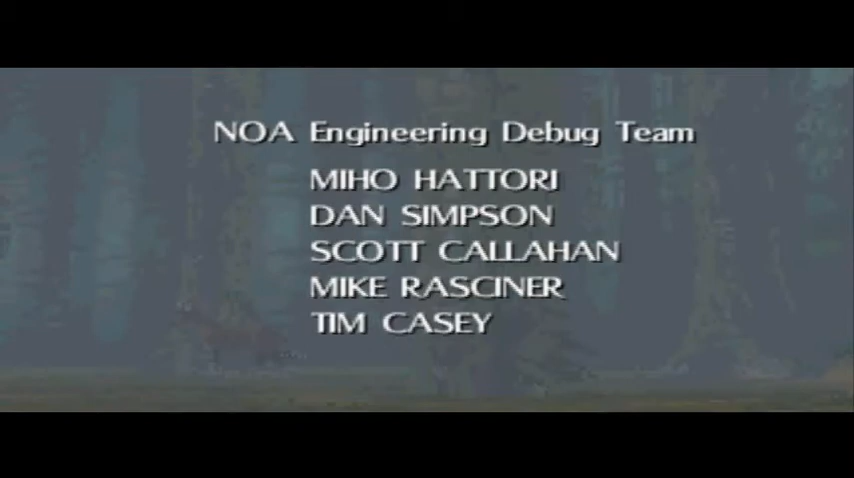 NOA Engineering Debug Team
MIHO HATTORI
DAN SIMPSON
SCOTT CALLAHAN
MIKE RASCINER
TIM CASEY